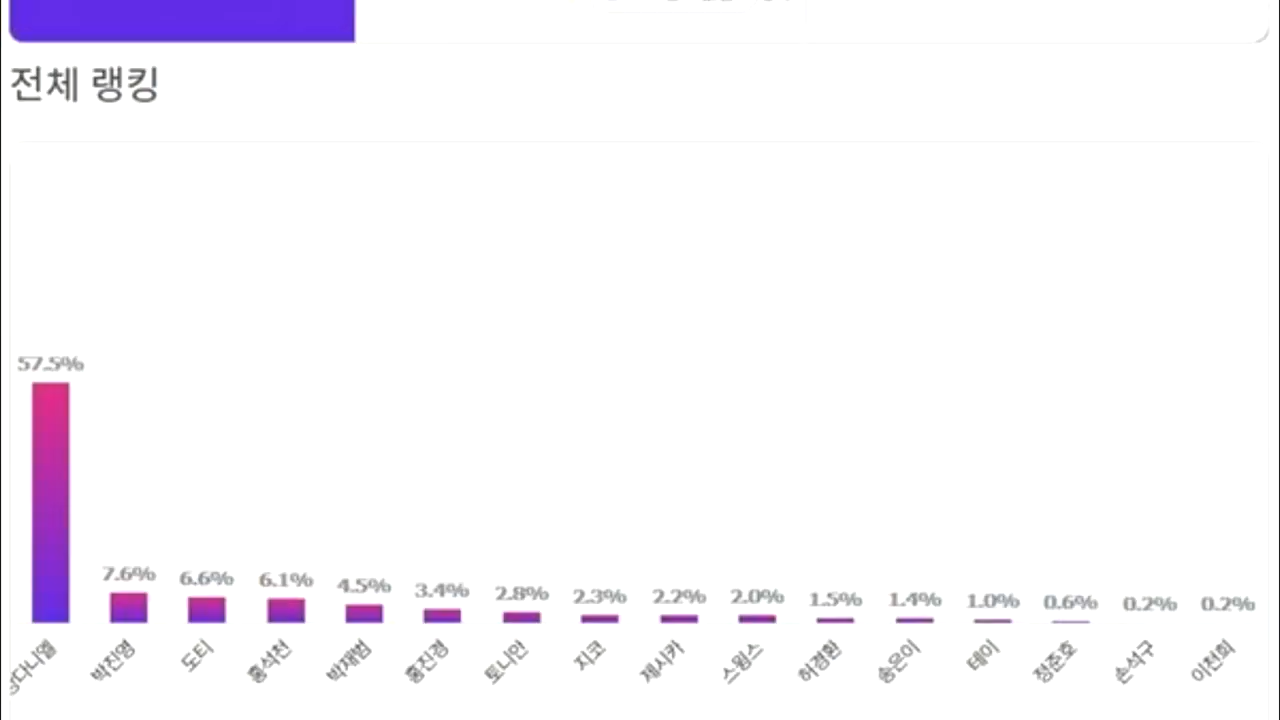 전체 랭킹
57.5%
7.6%
6.6%
6.1%
4.5%
3.4%
2.8%
2.3%
2.2%
2.0%
1.5%
1.4%
1.0%
0.6%
0.2%
0.2%
박진영
도티
홍석천
박재범
홍진경
토니안
지코
제시카
스윙스
허경환
송은이
테이
정준호
손석구
이천희